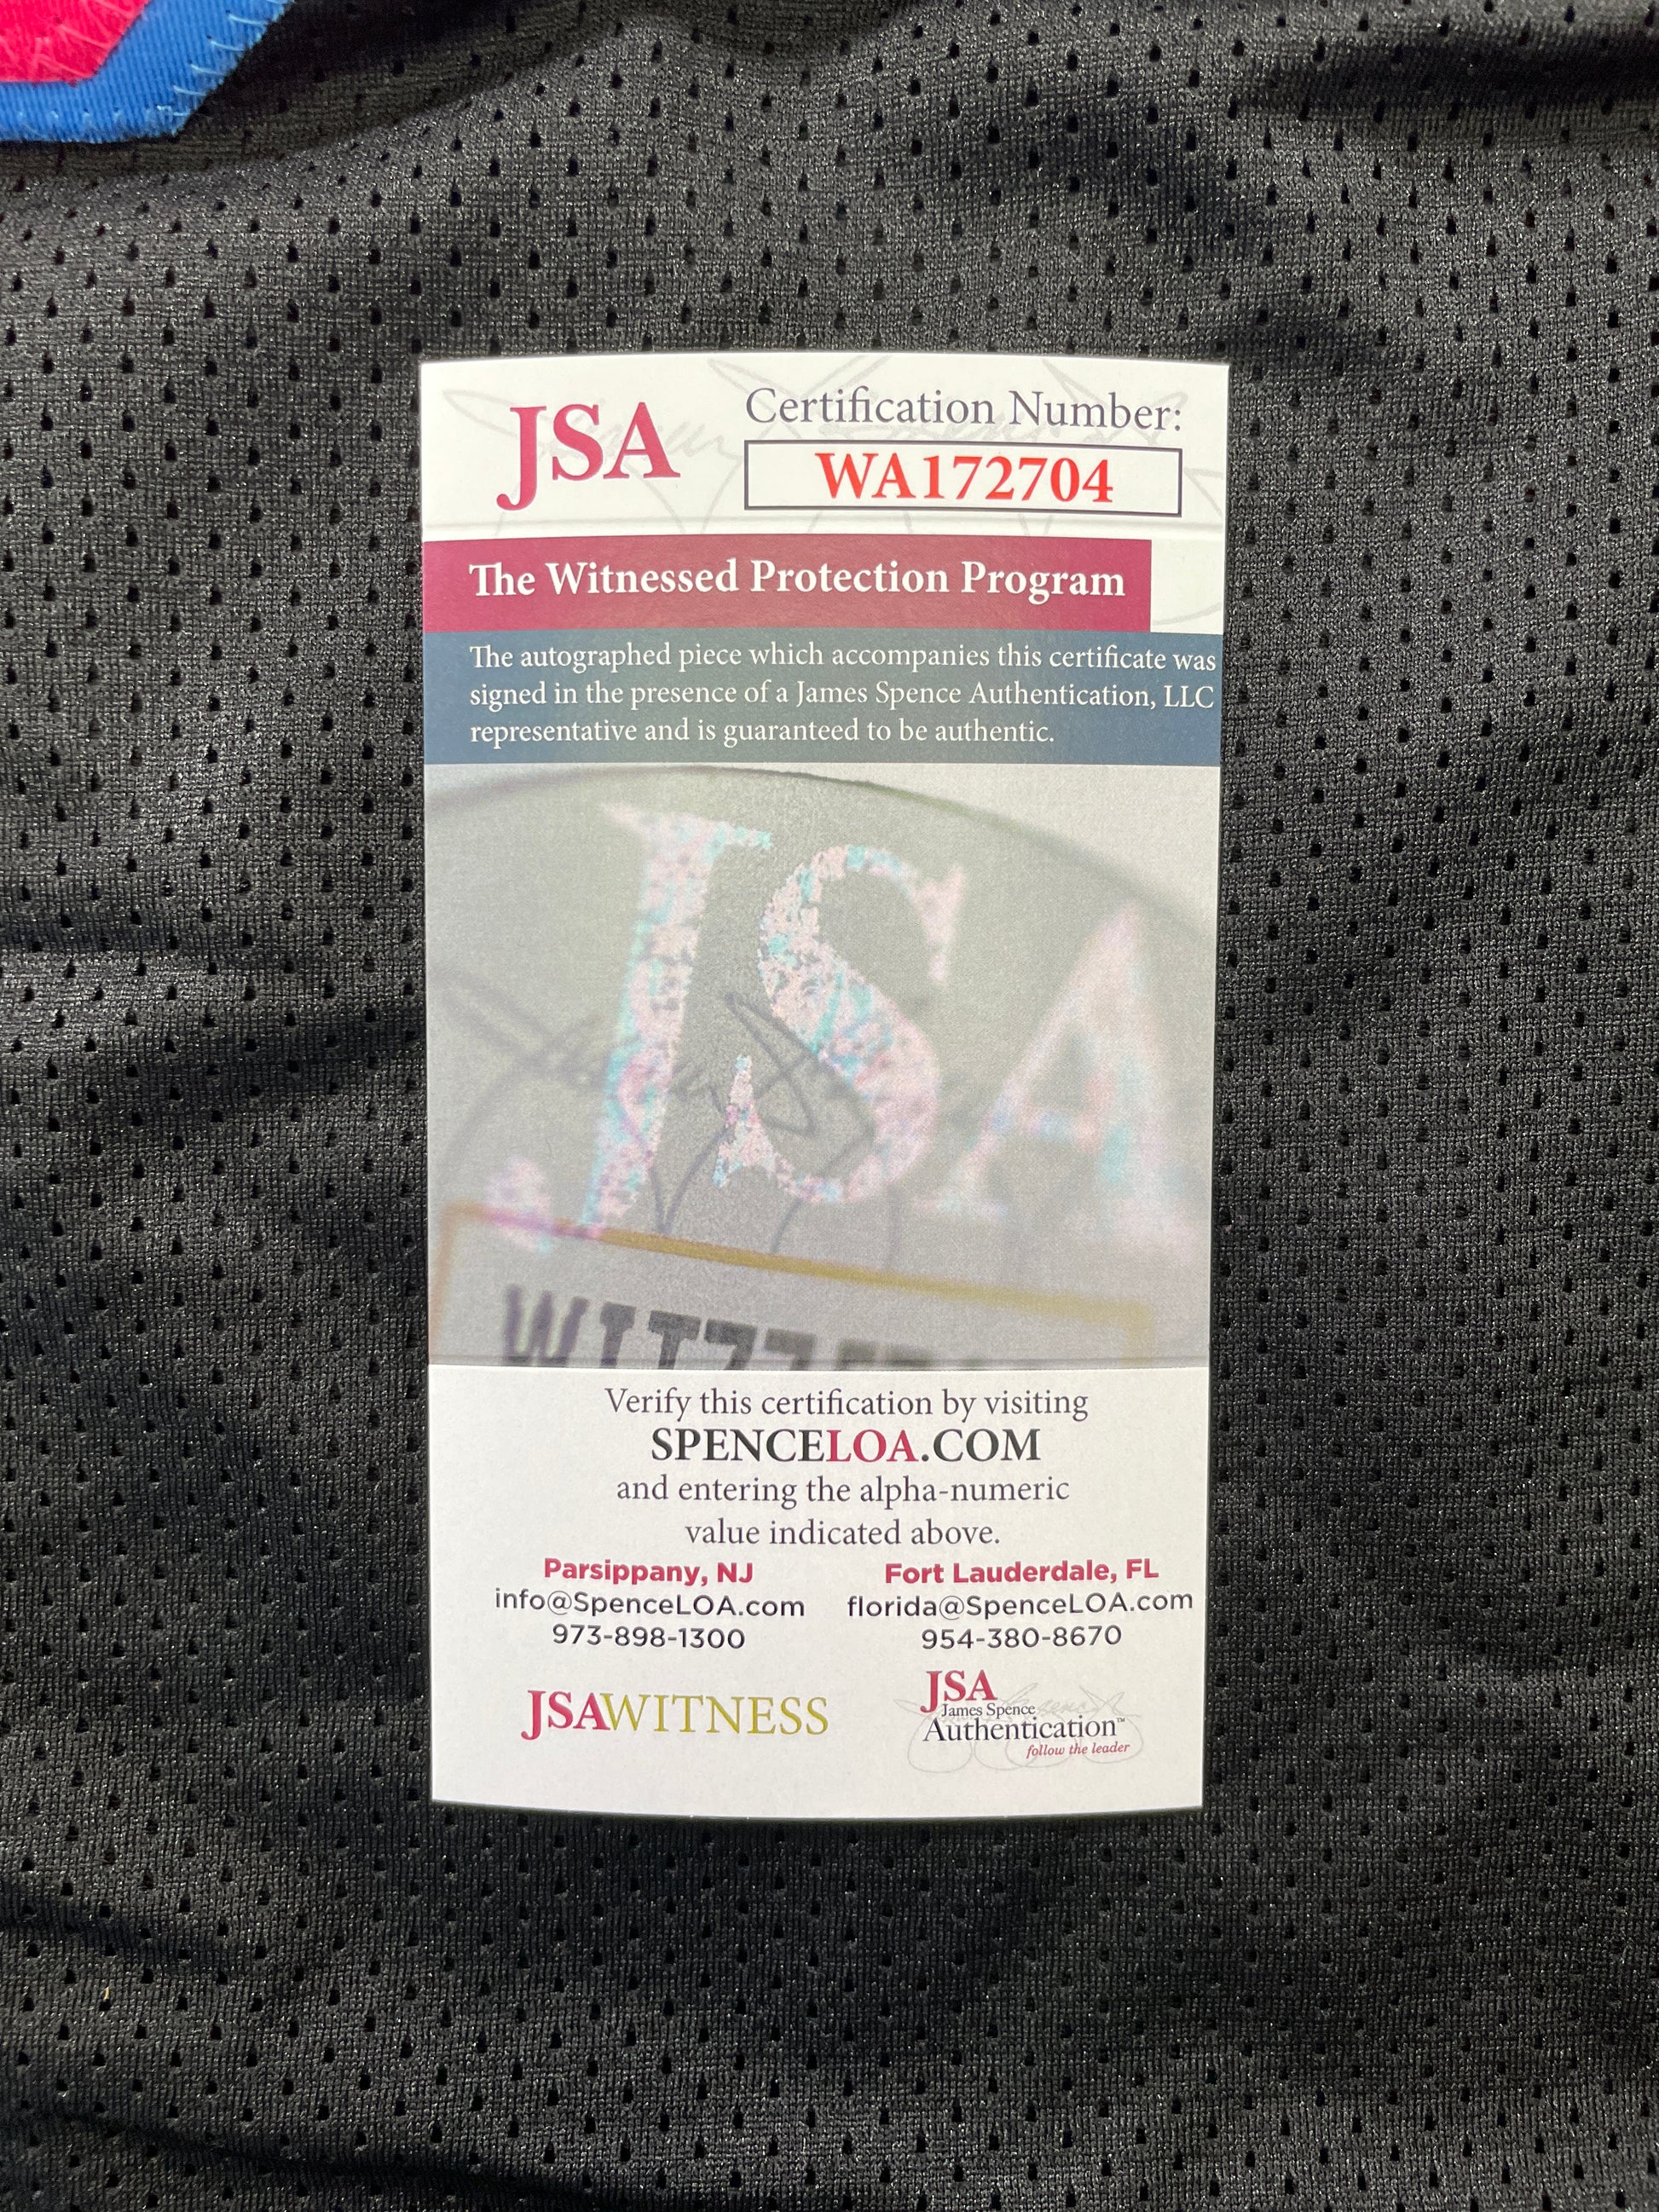 JSA
Certification Number:
WA172704
The Witnessed Protection Program
The autographed piece which accompanies this certificate was
signed in the presence of a James Spence Authentication, LLC
representative and is guaranteed to be authentic.
JSA
Verify this certification by visiting
SPENCELOA.COM
and entering the alpha-numeric
value indicated above.
Parsippany, NJ
info@SpenceLOA.com
973-898-1300
Fort Lauderdale, FL
florida@SpenceLOA.com
954-380-8670
JSAWITNESS
JSA
James Spence
Authentication™
follow the leader